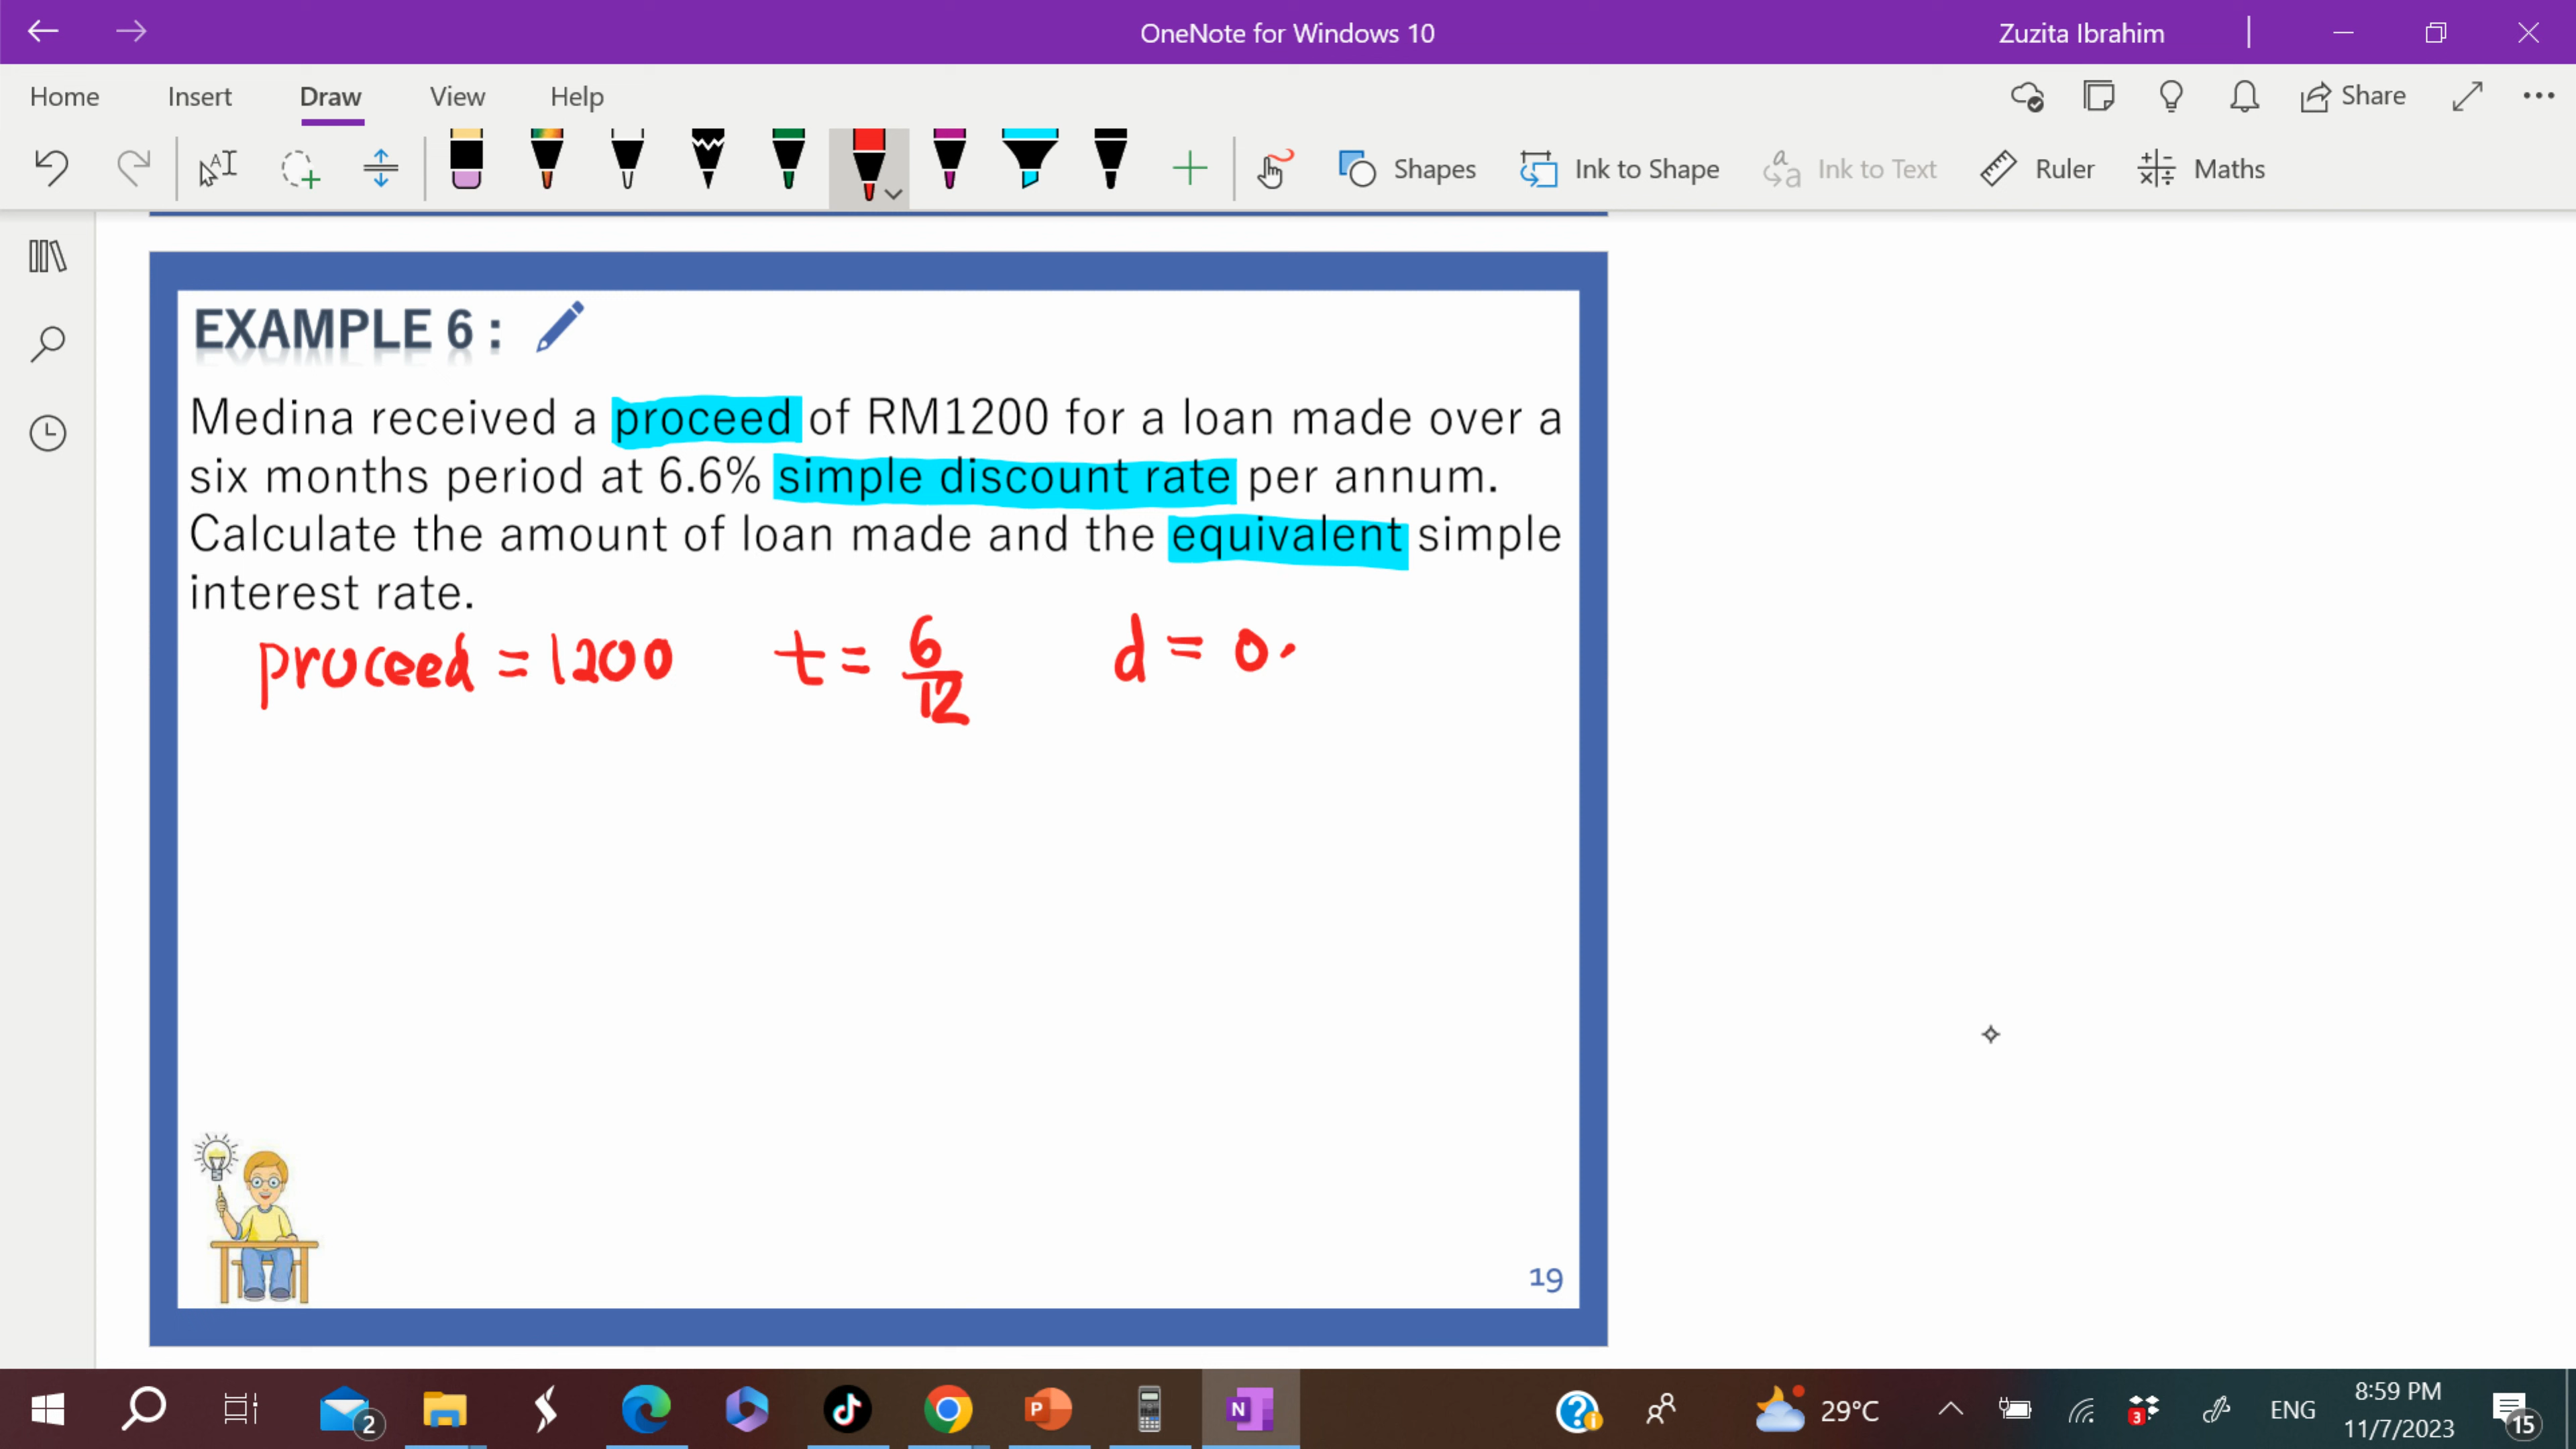 OneNote for Windows 10
Zuzita Ibrahim
Home Insert Draw View Help
Share
Shapes Ink to Shape Ink to Text Ruler Maths
EXAMPLE 6 :
Medina received a proceed of RM1200 for a loan made over a
six months period at 6.6% simple discount rate per annum.
Calculate the amount of loan made and the equivalent simple
interest rate.
proceed = 1200 t = 6/12 d = 0.
19
2
P
N
29°C
3
ENG
8:59 PM
11/7/2023
15